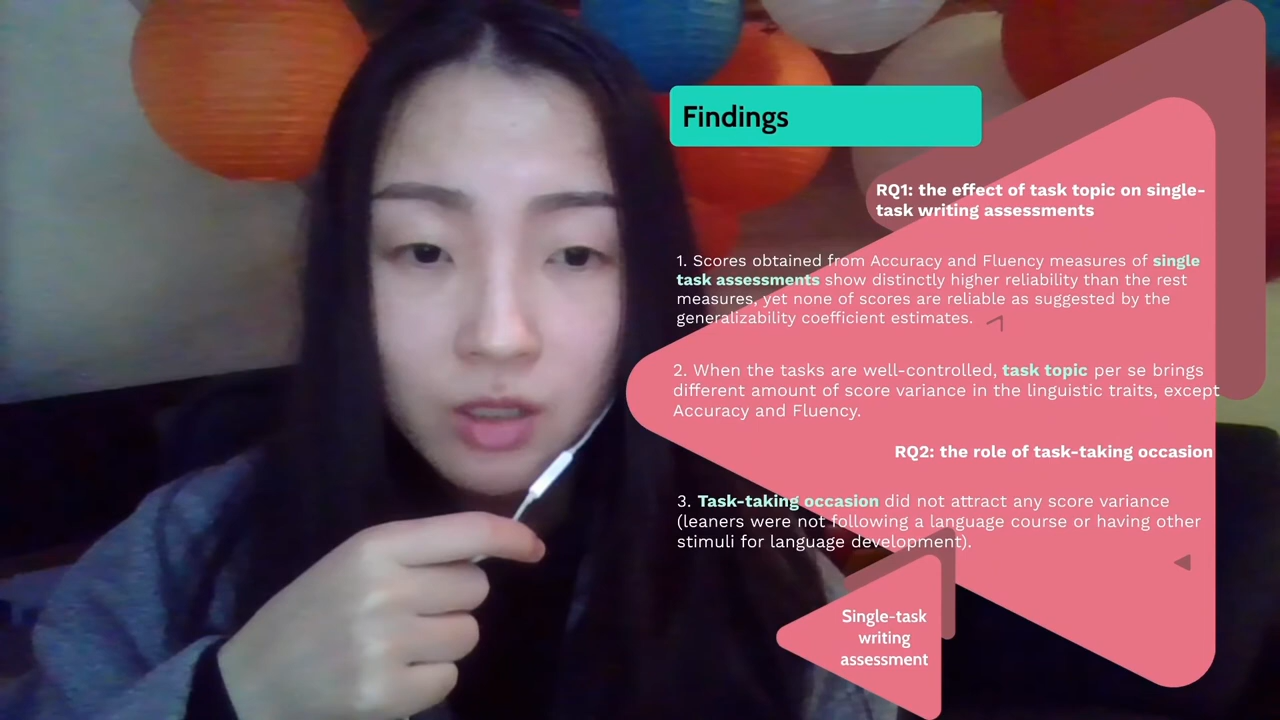 Findings
RQ1: the effect of task topic on single-
task writing assessments
1. Scores obtained from Accuracy and Fluency measures of single
task assessments show distinctly higher reliability than the rest
measures, yet none of scores are reliable as suggested by the
generalizability coefficient estimates.
2. When the tasks are well-controlled, task topic per se brings
different amount of score variance in the linguistic traits, except
Accuracy and Fluency.
RQ2: the role of task-taking occasion
3. Task-taking occasion did not attract any score variance
(leaners were not following a language course or having other
stimuli for language development).
Single-task
writing
assessment